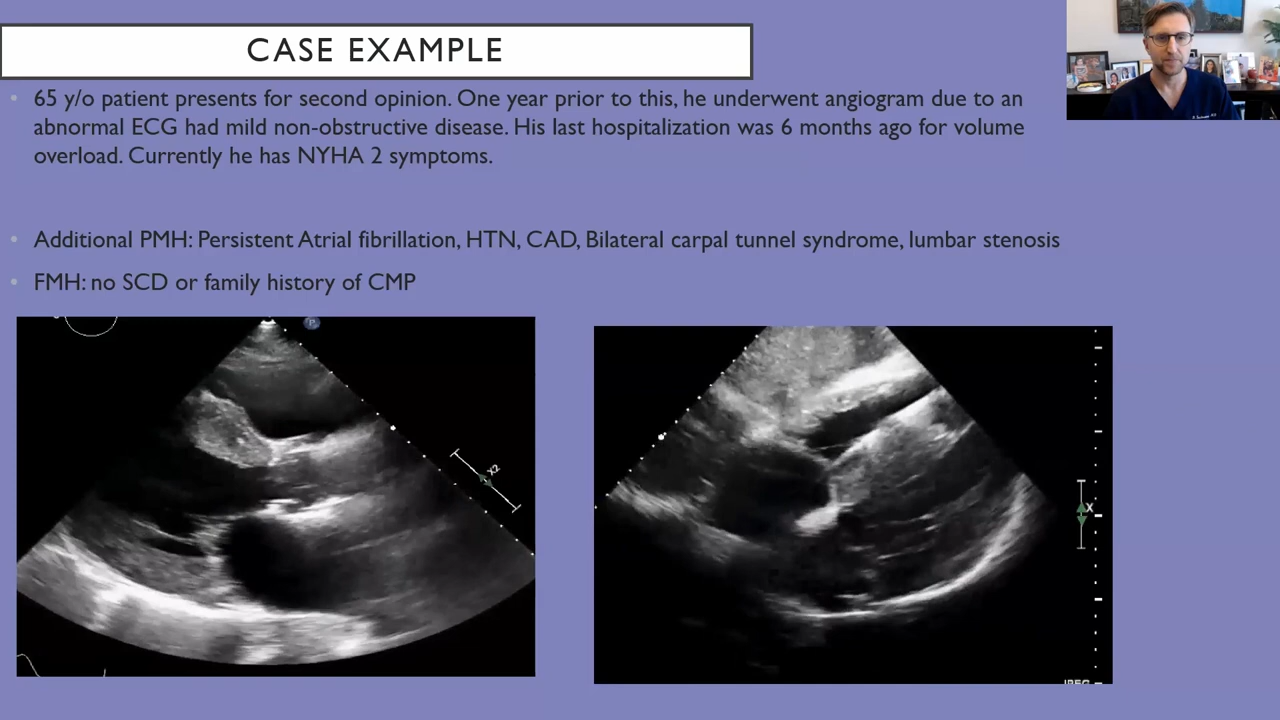 CASE EXAMPLE
65 y/o patient presents for second opinion. One year prior to this, he underwent angiogram due to an
abnormal ECG had mild non-obstructive disease. His last hospitalization was 6 months ago for volume
overload. Currently he has NYHA 2 symptoms.
Additional PMH: Persistent Atrial fibrillation, HTN, CAD, Bilateral carpal tunnel syndrome, lumbar stenosis
FMH: no SCD or family history of CMP
P
X2
X
JPEG